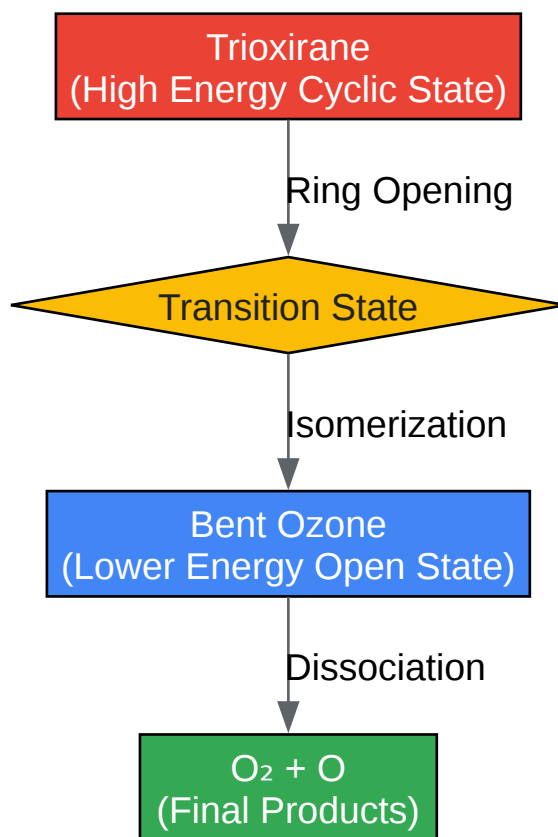 Trioxirane
(High Energy Cyclic State)
Ring Opening
Transition State
Isomerization
Bent Ozone
(Lower Energy Open State)
Dissociation
O₂ + O
(Final Products)